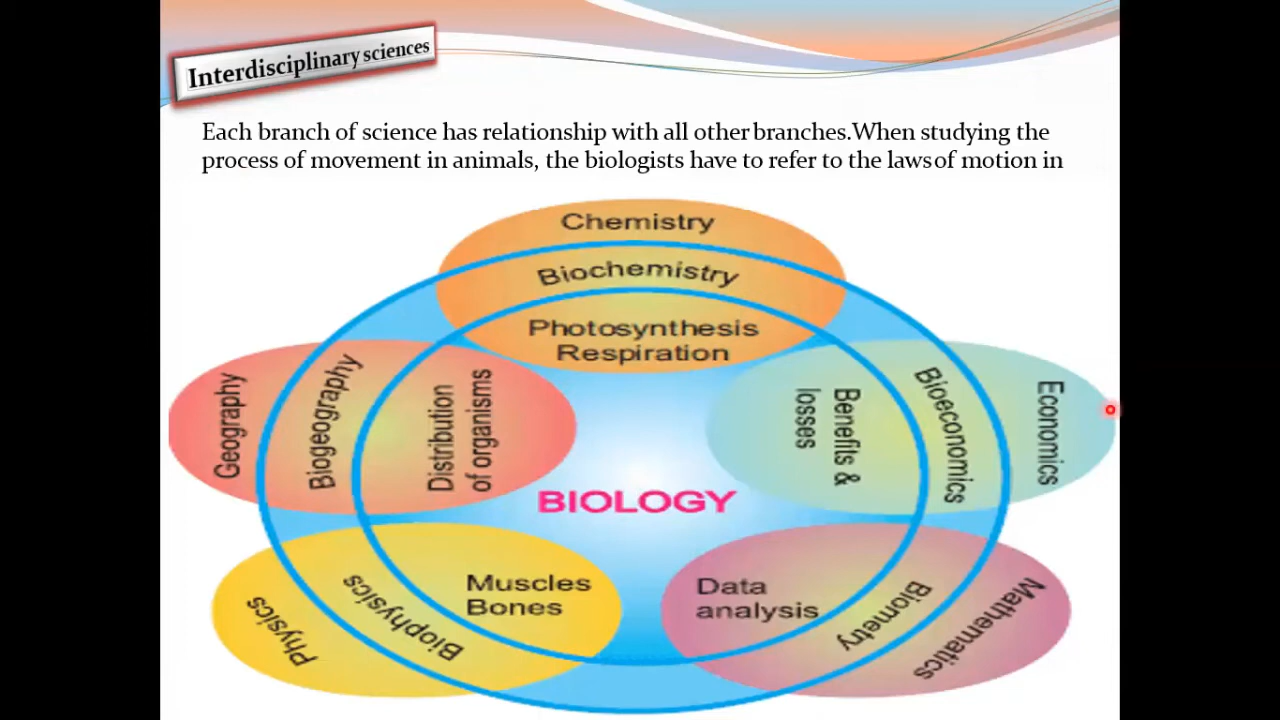 Interdisciplinary sciences
Each branch of science has relationship with all other branches.When studying the
process of movement in animals, the biologists have to refer to the laws of motion in
Chemistry
Biochemistry
Photosynthesis
Respiration
Geography
Biogeography
Distribution
of organisms
Benefits &
losses
Bioeconomics
Economics
BIOLOGY
Physics
Biophysics
Muscles
Bones
Data
analysis
Biometry
Mathematics